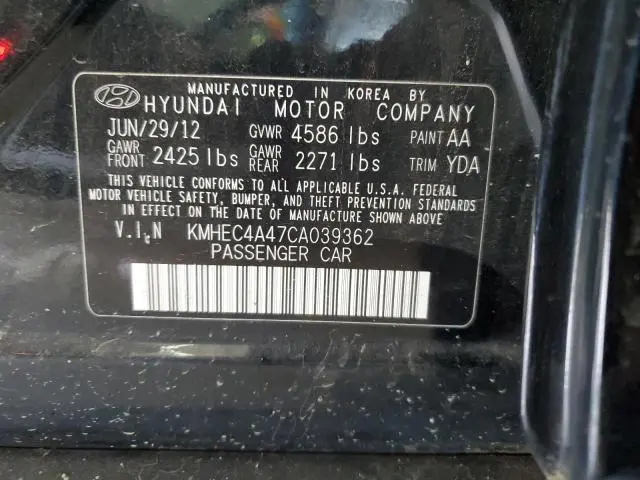 MANUFACTURED IN KOREA BY
HYUNDAI MOTOR COMPANY
JUN/29/12 GVWR 4586 lbs PAINT AA
GAWR FRONT 2425 lbs GAWR REAR 2271 lbs TRIM YDA
THIS VEHICLE CONFORMS TO ALL APPLICABLE U.S.A. FEDERAL
MOTOR VEHICLE SAFETY, BUMPER, AND THEFT PREVENTION STANDARDS
IN EFFECT ON THE DATE OF MANUFACTURE SHOWN ABOVE
V.I.N KMHEC4A47CA039362
PASSENGER CAR